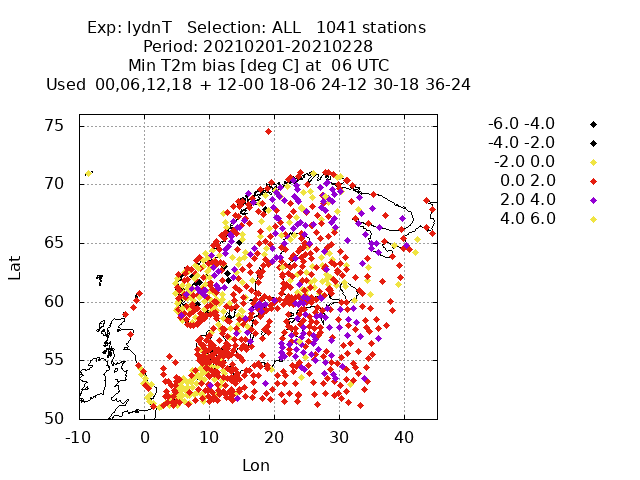 Exp: IydnT   Selection: ALL   1041 stations
Period: 20210201-20210228
Min T2m bias [deg C] at  06 UTC
Used  00,06,12,18  + 12-00 18-06 24-12 30-18 36-24
-6.0 -4.0
-4.0 -2.0
-2.0 0.0
0.0 2.0
2.0 4.0
4.0 6.0
75
70
65
60
55
50
Lat
-10 0 10 20 30 40
Lon